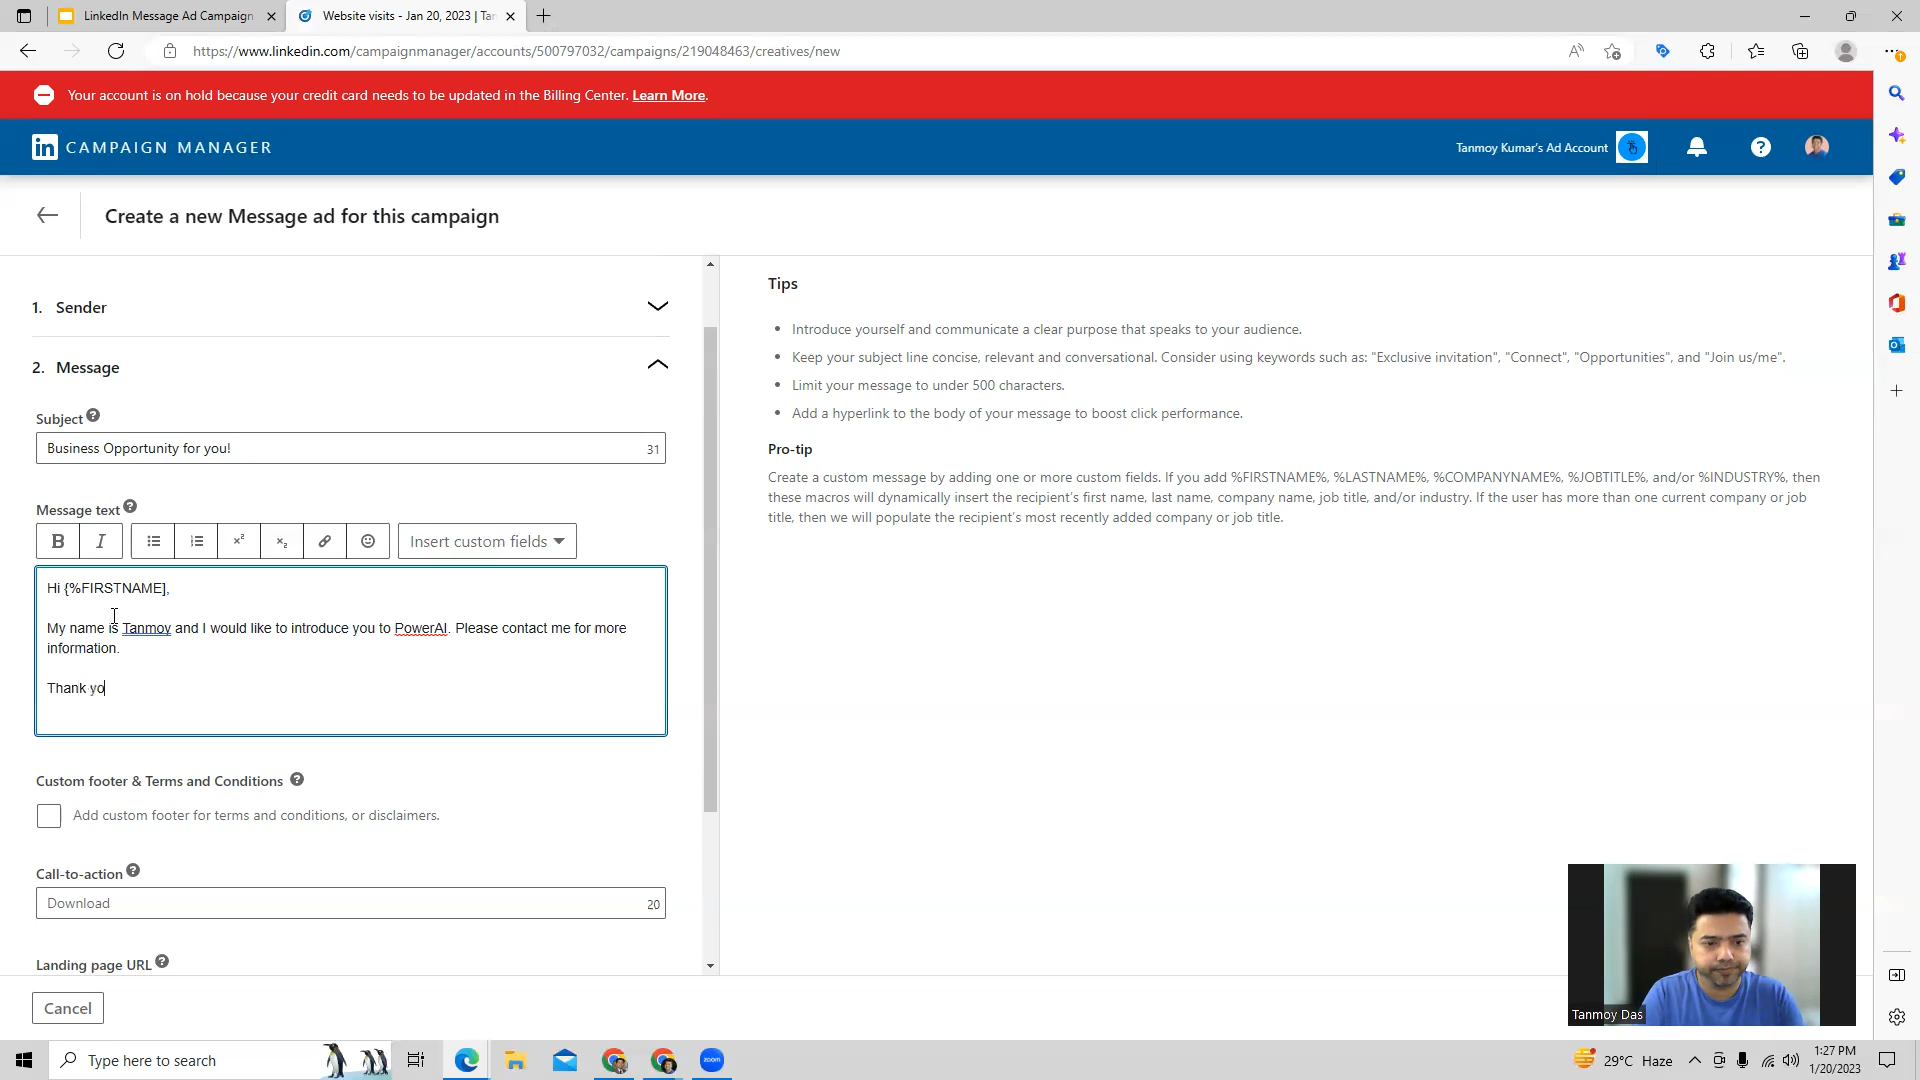 LinkedIn Message Ad Campaign
Website visits - Jan 20, 2023 | Tan
https://www.linkedin.com/campaignmanager/accounts/500797032/campaigns/219048463/creatives/new
Your account is on hold because your credit card needs to be updated in the Billing Center. Learn More.
in CAMPAIGN MANAGER
Tanmoy Kumar's Ad Account
Create a new Message ad for this campaign
1. Sender
2. Message
Subject
Business Opportunity for you!
31
Message text
B I
Insert custom fields
Hi {%FIRSTNAME],
My name is Tanmoy and I would like to introduce you to PowerAI. Please contact me for more
information.
Thank yo
Custom footer & Terms and Conditions
Add custom footer for terms and conditions, or disclaimers.
Call-to-action
Download
20
Landing page URL
Cancel
Tips
Introduce yourself and communicate a clear purpose that speaks to your audience.
Keep your subject line concise, relevant and conversational. Consider using keywords such as: "Exclusive invitation", "Connect", "Opportunities", and "Join us/me".
Limit your message to under 500 characters.
Add a hyperlink to the body of your message to boost click performance.
Pro-tip
Create a custom message by adding one or more custom fields. If you add %FIRSTNAME%, %LASTNAME%, %COMPANYNAME%, %JOBTITLE%, and/or %INDUSTRY%, then
these macros will dynamically insert the recipient's first name, last name, company name, job title, and/or industry. If the user has more than one current company or job
title, then we will populate the recipient's most recently added company or job title.
Tanmoy Das
Type here to search
zoom
29°C Haze
1:27 PM
1/20/2023